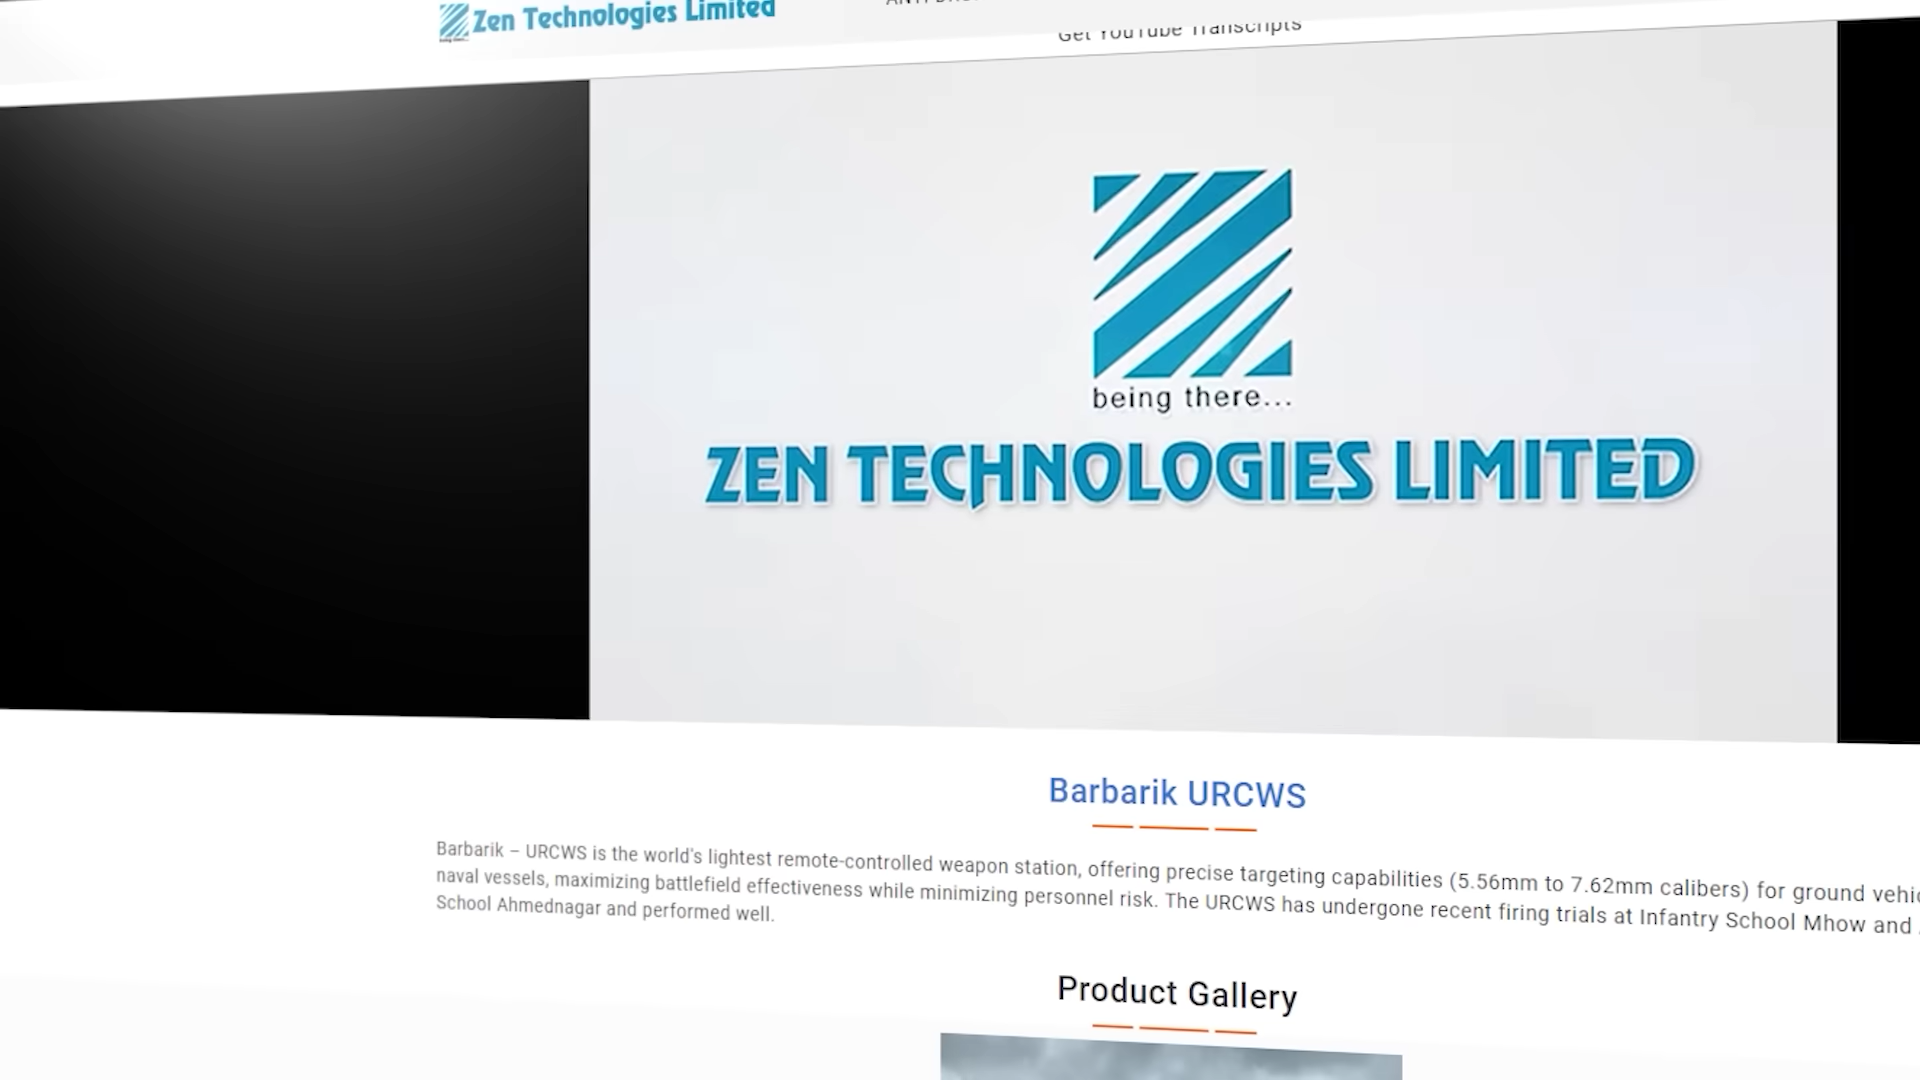 Zen Technologies Limited
Get YouTube Transcripts
being there...
ZEN TECHNOLOGIES LIMITED
Barbarik URCWS
Barbarik – URCWS is the world's lightest remote-controlled weapon station, offering precise targeting capabilities (5.56mm to 7.62mm calibers) for ground
naval vessels, maximizing battlefield effectiveness while minimizing personnel risk. The URCWS has undergone recent firing trials at Infantry School Mhow and
School Ahmednagar and performed well.
Product Gallery